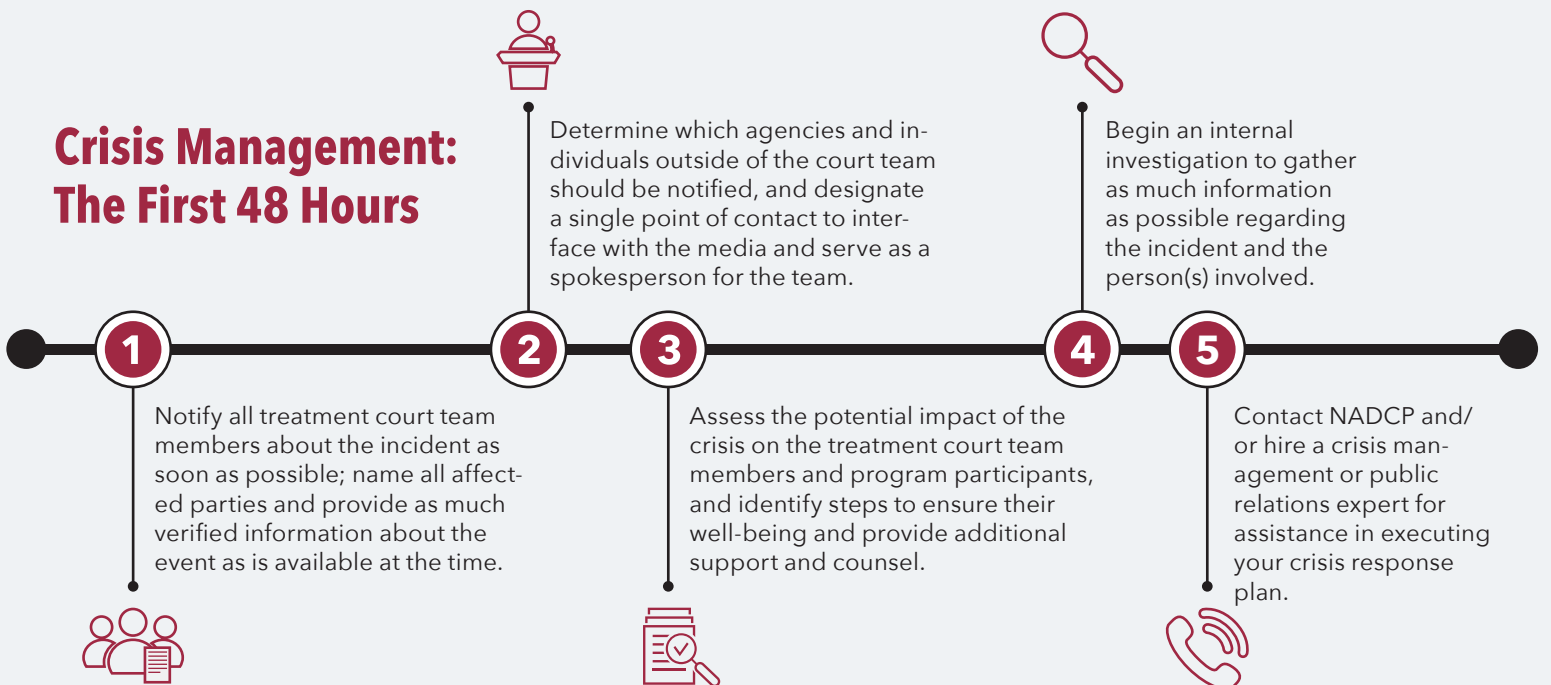 Crisis Management:
The First 48 Hours
1
Notify all treatment court team
members about the incident as
soon as possible; name all affect-
ed parties and provide as much
verified information about the
event as is available at the time.
2
Determine which agencies and in-
dividuals outside of the court team
should be notified, and designate
a single point of contact to inter-
face with the media and serve as a
spokesperson for the team.
3
Assess the potential impact of the
crisis on the treatment court team
members and program participants,
and identify steps to ensure their
well-being and provide additional
support and counsel.
4
Begin an internal
investigation to gather
as much information
as possible regarding
the incident and the
person(s) involved.
5
Contact NADCP and/
or hire a crisis man-
agement or public
relations expert for
assistance in executing
your crisis response
plan.